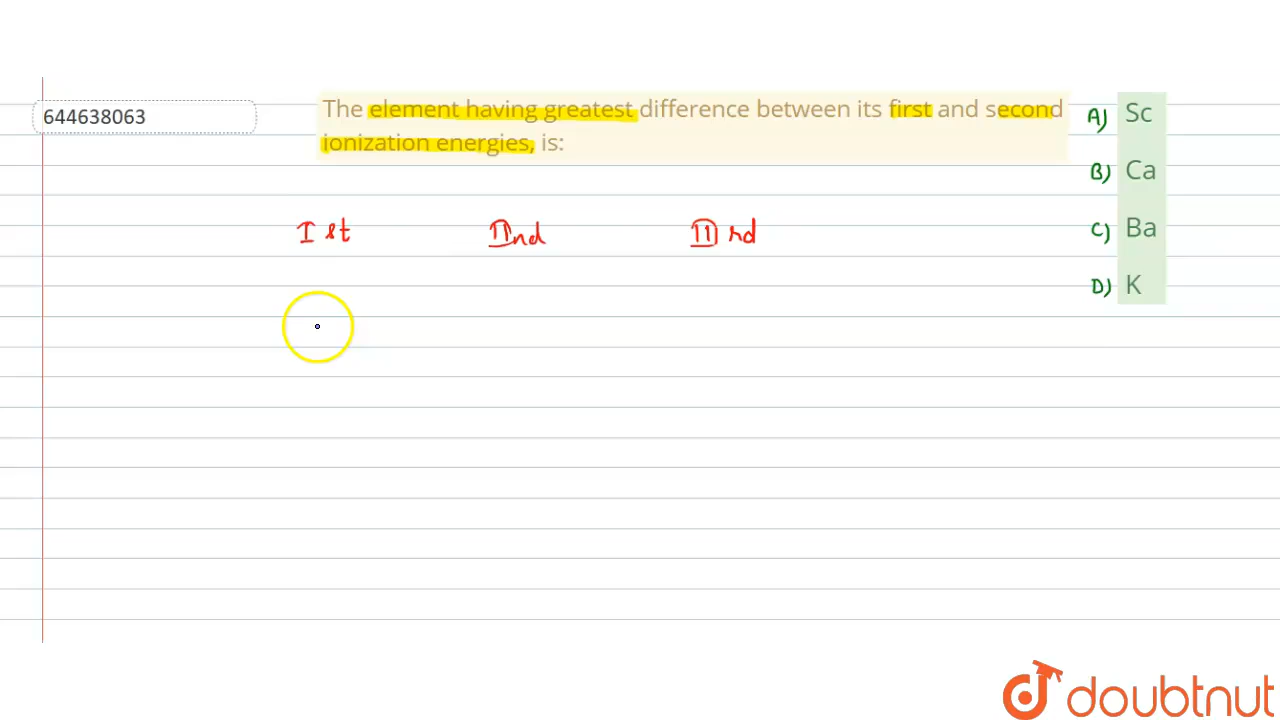 644638063
The element having greatest difference between its first and second
ionization energies, is:
A) Sc
B) Ca
C) Ba
D) K
I st IInd III rd
doubtnut